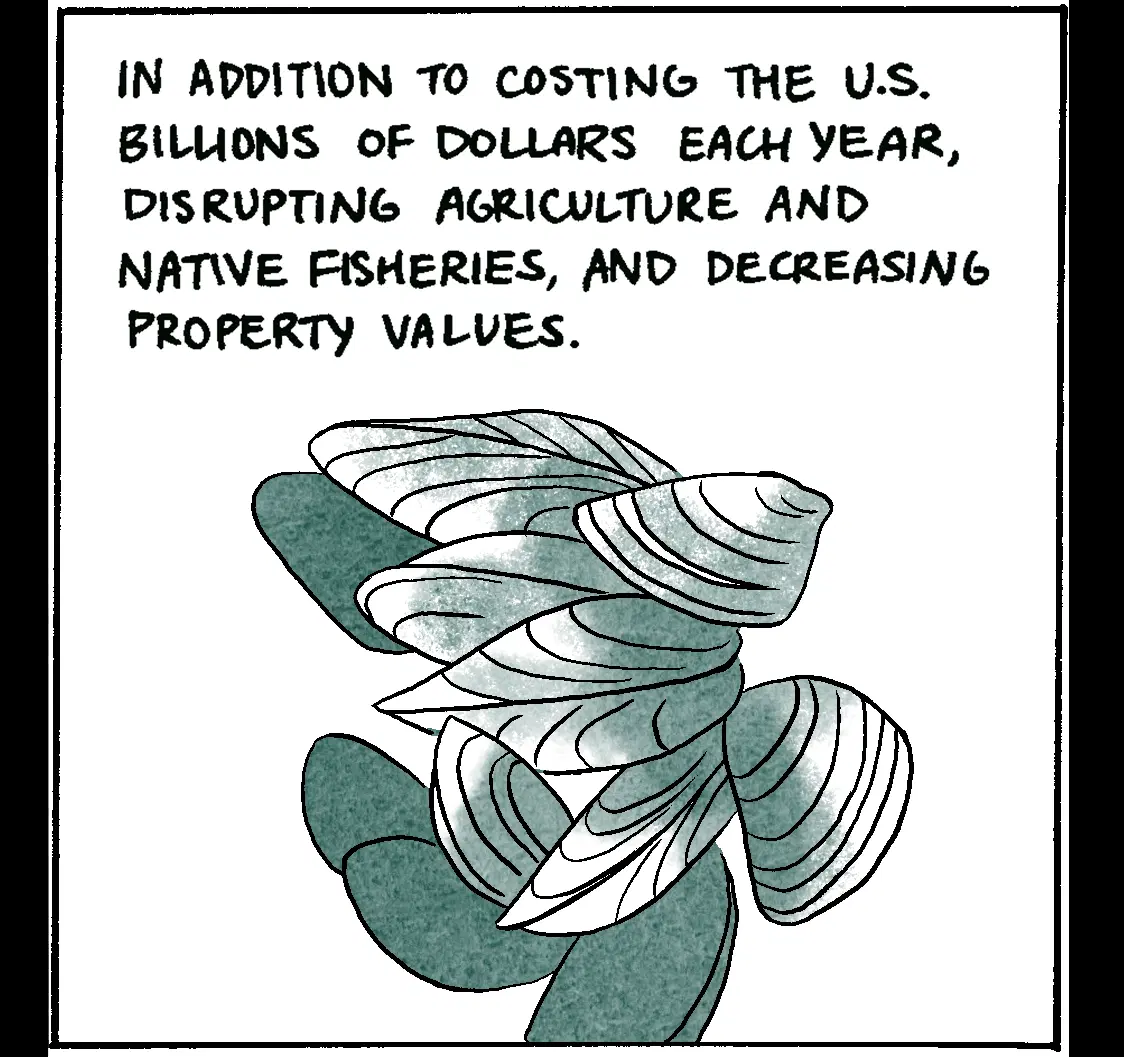 IN ADDITION TO COSTING THE U.S.
BILLIONS OF DOLLARS EACH YEAR,
DISRUPTING AGRICULTURE AND
NATIVE FISHERIES, AND DECREASING
PROPERTY VALUES.